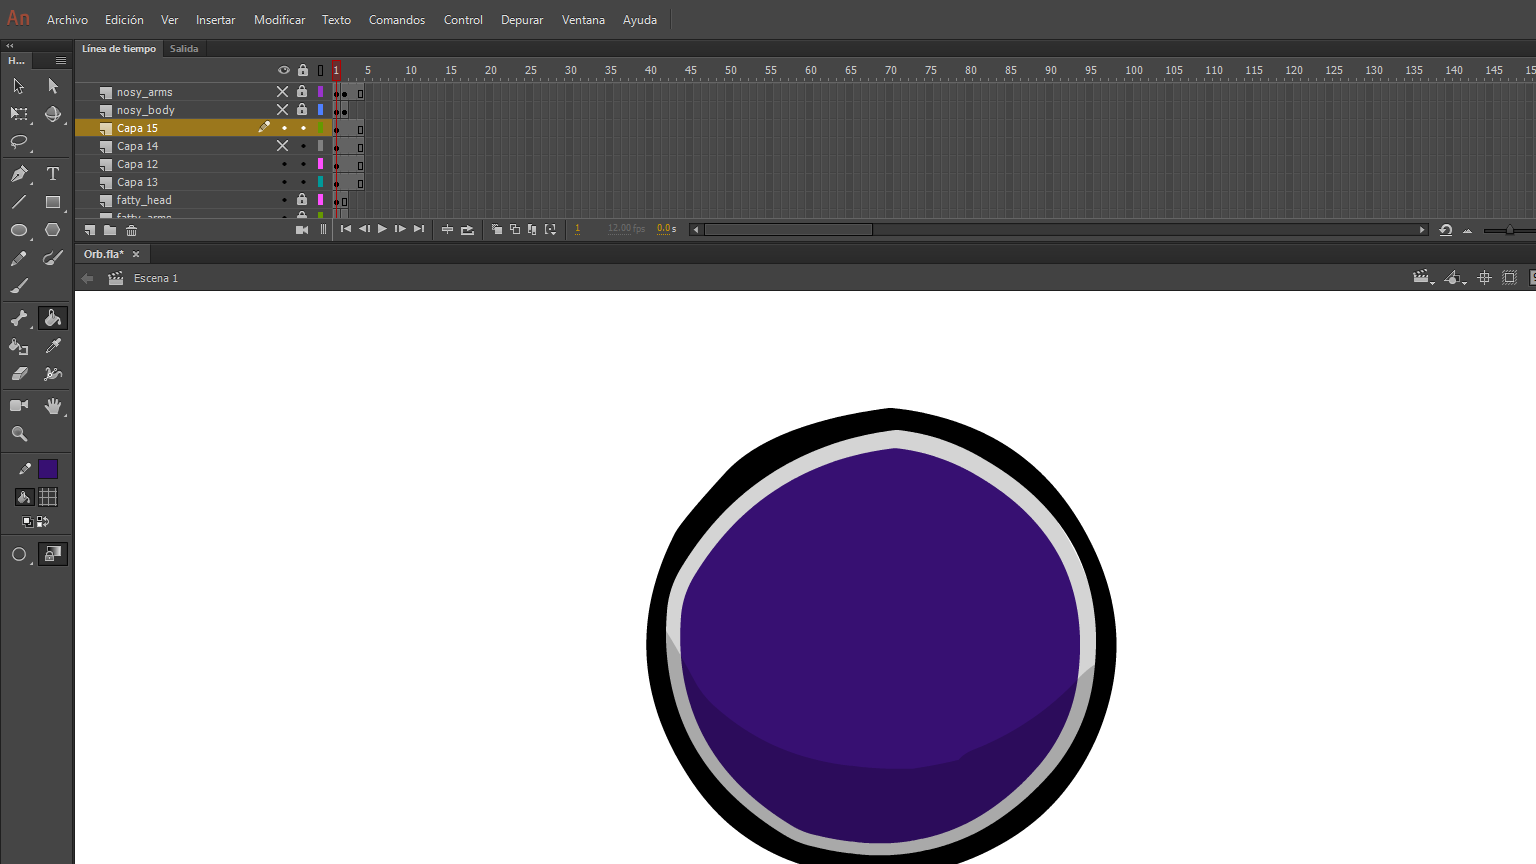 An Archivo Edición Ver Insertar Modificar Texto Comandos Control Depurar Ventana Ayuda
H... Línea de tiempo Salida
1 5 10 15 20 25 30 35 40 45 50 55 60 65 70 75 80 85 90 95 100 105 110 115 120 125 130 135 140 145
nosy_arms
nosy_body
Capa 15
Capa 14
Capa 12
Capa 13
fatty_head
fatty_arms
1 12.00 fps 0.0 s
Orb.fla*
Escena 1
T